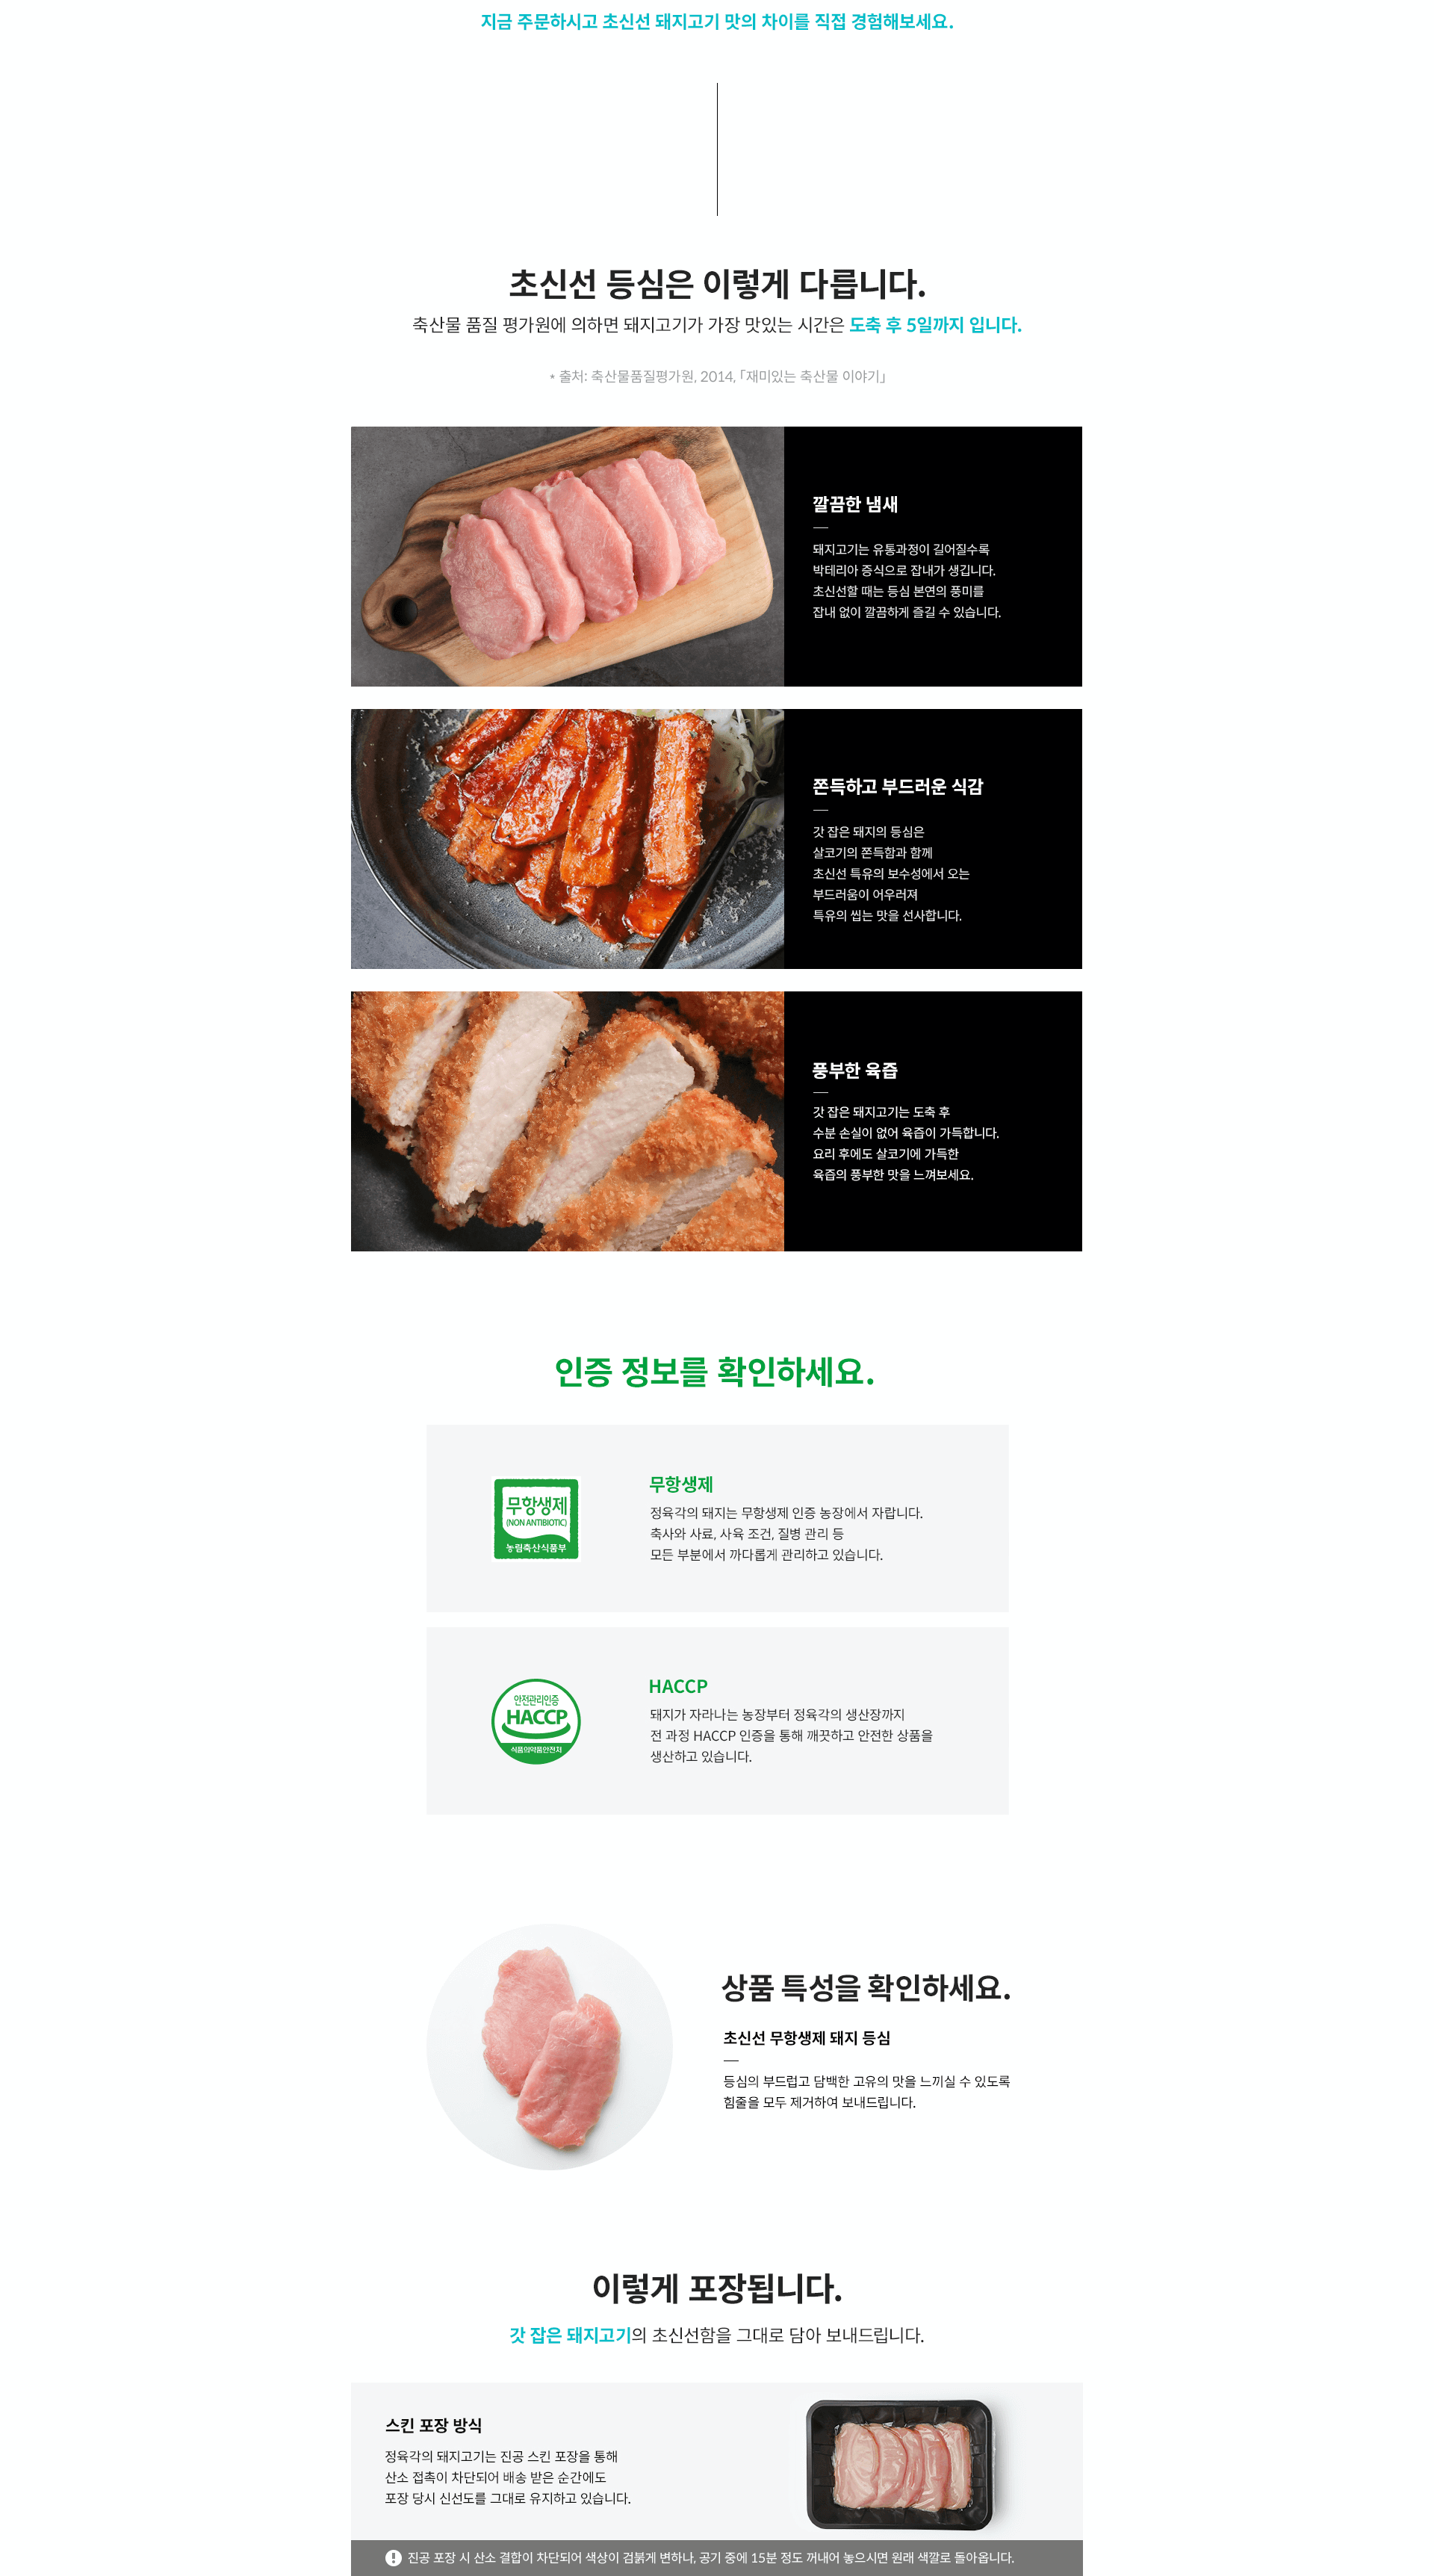 지금 주문하시고 초신선 돼지고기 맛의 차이를 직접 경험해보세요.
초신선 등심은 이렇게 다릅니다.
축산물 품질 평가원에 의하면 돼지고기가 가장 맛있는 시간은 도축 후 5일까지 입니다.
* 출처: 축산물품질평가원, 2014, 「재미있는 축산물 이야기」
깔끔한 냄새
돼지고기는 유통과정이 길어질수록
박테리아 증식으로 잡내가 생깁니다.
초신선할 때는 등심 본연의 풍미를
잡내 없이 깔끔하게 즐길 수 있습니다.
쫀득하고 부드러운 식감
갓 잡은 돼지의 등심은
살코기의 쫀득함과 함께
초신선 특유의 보수성에서 오는
부드러움이 어우러져
특유의 씹는 맛을 선사합니다.
풍부한 육즙
갓 잡은 돼지고기는 도축 후
수분 손실이 없어 육즙이 가득합니다.
요리 후에도 살코기에 가득한
육즙의 풍부한 맛을 느껴보세요.
인증 정보를 확인하세요.
무항생제
(NON ANTIBIOTIC)
농림축산식품부
무항생제
정육각의 돼지는 무항생제 인증 농장에서 자랍니다.
축사와 사료, 사육 조건, 질병 관리 등
모든 부분에서 까다롭게 관리하고 있습니다.
안전관리인증
HACCP
식품의약품안전처
HACCP
돼지가 자라나는 농장부터 정육각의 생산장까지
전 과정 HACCP 인증을 통해 깨끗하고 안전한 상품을
생산하고 있습니다.
상품 특성을 확인하세요.
초신선 무항생제 돼지 등심
등심의 부드럽고 담백한 고유의 맛을 느끼실 수 있도록
힘줄을 모두 제거하여 보내드립니다.
이렇게 포장됩니다.
갓 잡은 돼지고기의 초신선함을 그대로 담아 보내드립니다.
스킨 포장 방식
정육각의 돼지고기는 진공 스킨 포장을 통해
산소 접촉이 차단되어 배송 받은 순간에도
포장 당시 신선도를 그대로 유지하고 있습니다.
진공 포장 시 산소 결합이 차단되어 색상이 검붉게 변하나, 공기 중에 15분 정도 꺼내어 놓으시면 원래 색깔로 돌아옵니다.